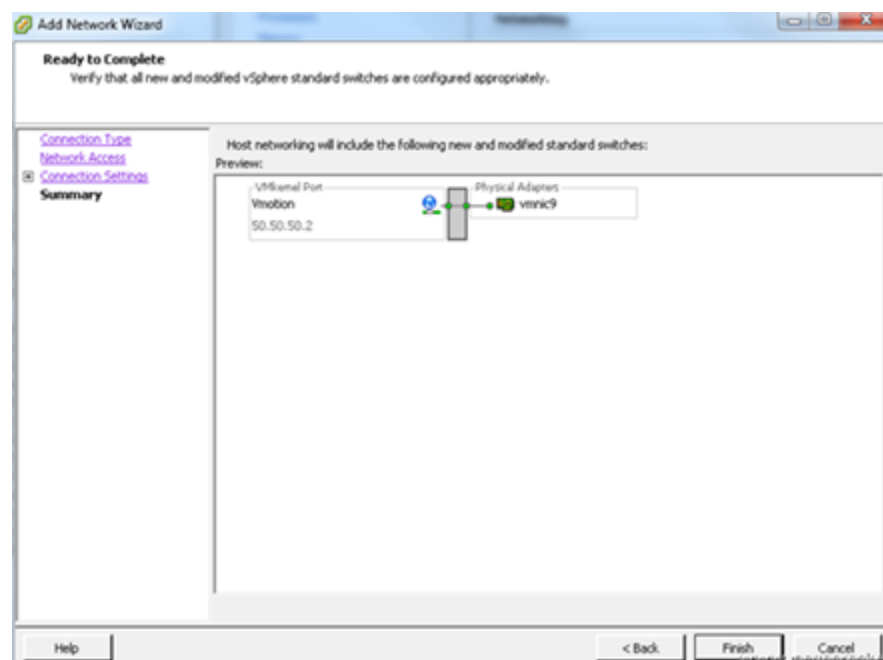 Add Network Wizard
Networking
Ready to Complete
Verify that all new and modified vSphere standard switches are configured appropriately.
Connection Type
Network Access
Connection Settings
Summary
Host networking will include the following new and modified standard switches:
Preview:
VMkernel Port
Physical Adapters
Vmotion
vmnic9
50.50.50.2
Help
< Back
Finish
Cancel